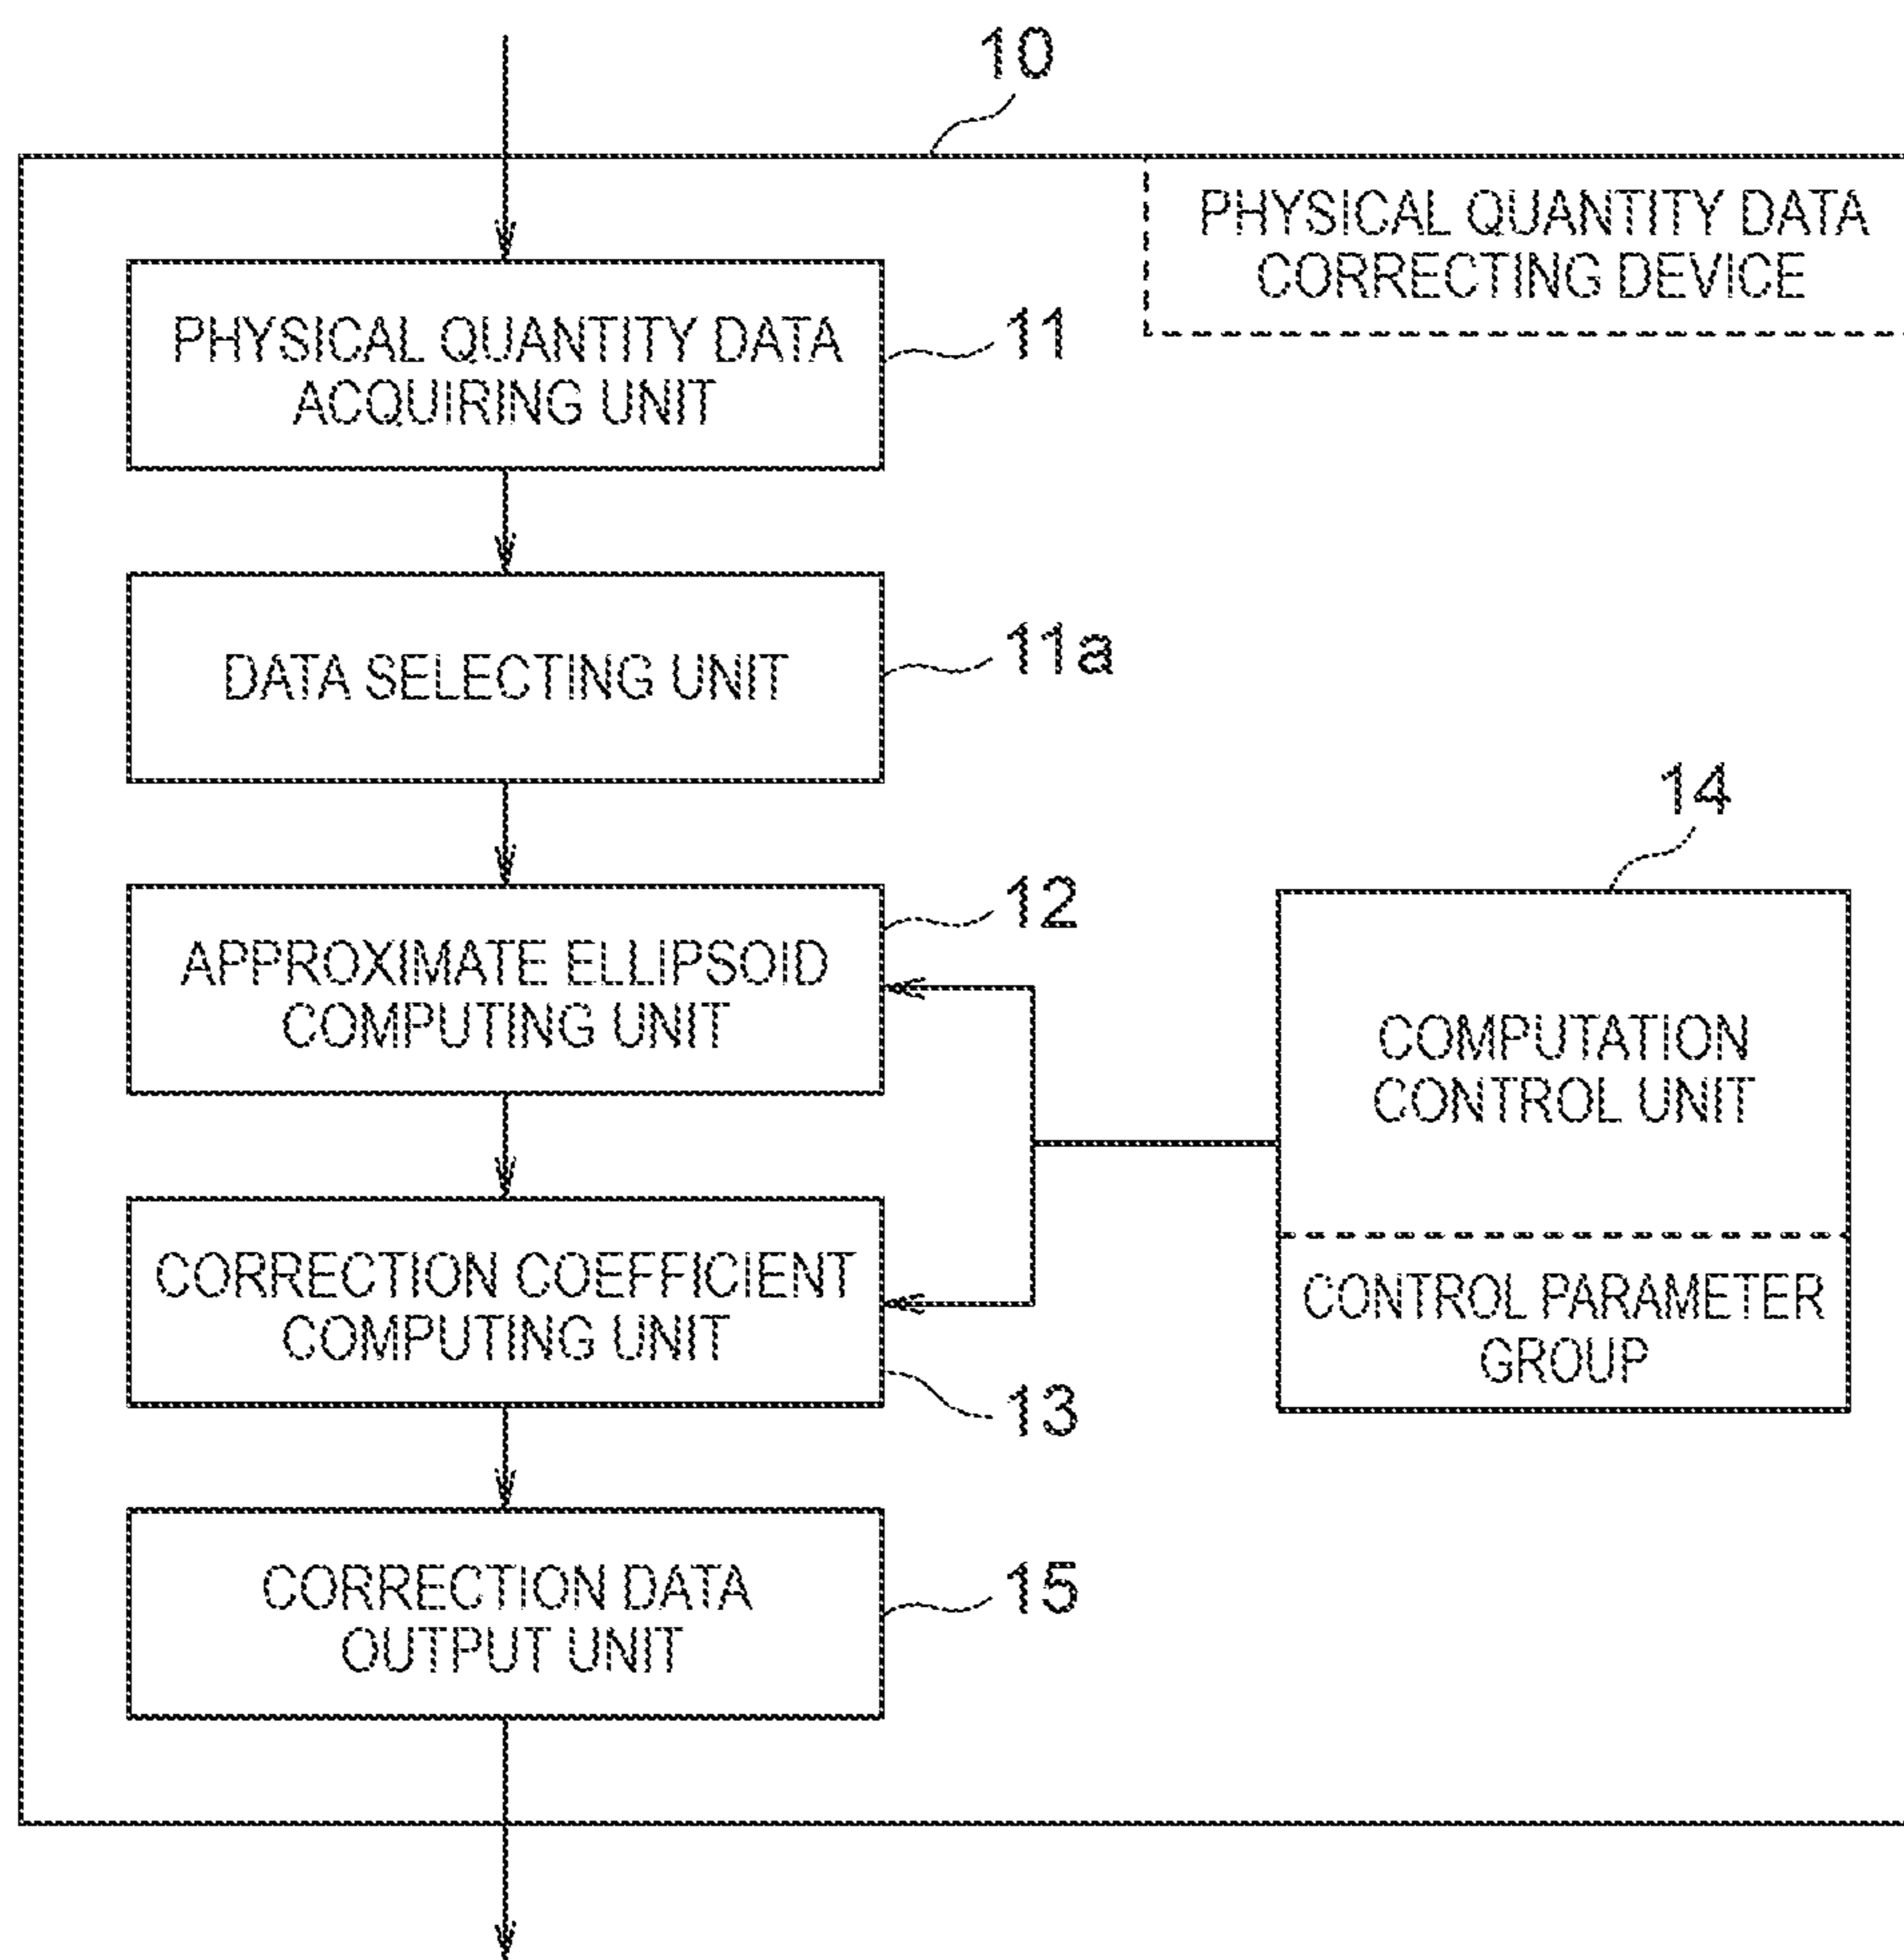 10
PHYSICAL QUANTITY DATA
CORRECTING DEVICE
PHYSICAL QUANTITY DATA
ACQUIRING UNIT
11
DATA SELECTING UNIT
11a
APPROXIMATE ELLIPSOID
COMPUTING UNIT
12
14
COMPUTATION
CONTROL UNIT
CONTROL PARAMETER
GROUP
CORRECTION COEFFICIENT
COMPUTING UNIT
13
CORRECTION DATA
OUTPUT UNIT
15